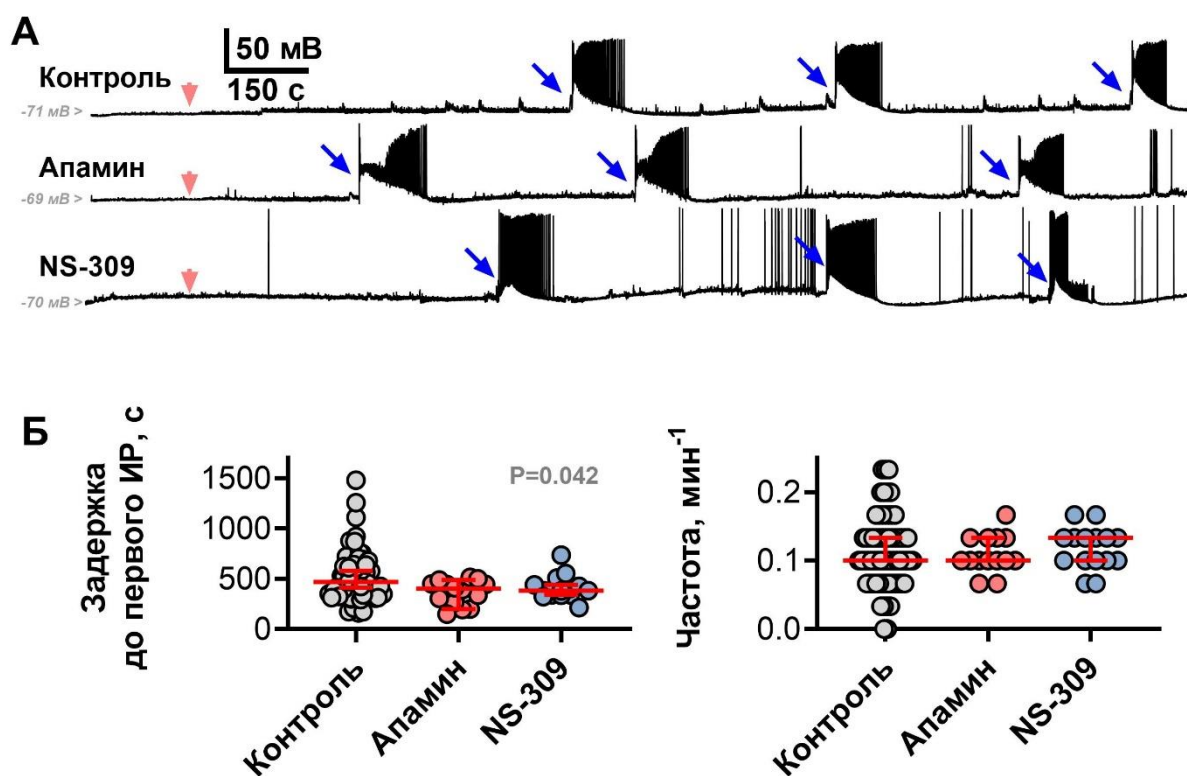 А
50 мВ
150 с
Контроль
-71 мВ >
Апамин
-69 мВ >
NS-309
-70 мВ >
Б
Задержка
до первого ИР, с
1500
1000
500
0
P=0.042
Контроль
Апамин
NS-309
Частота, мин-1
0.2
0.1
0.0
Контроль
Апамин
NS-309